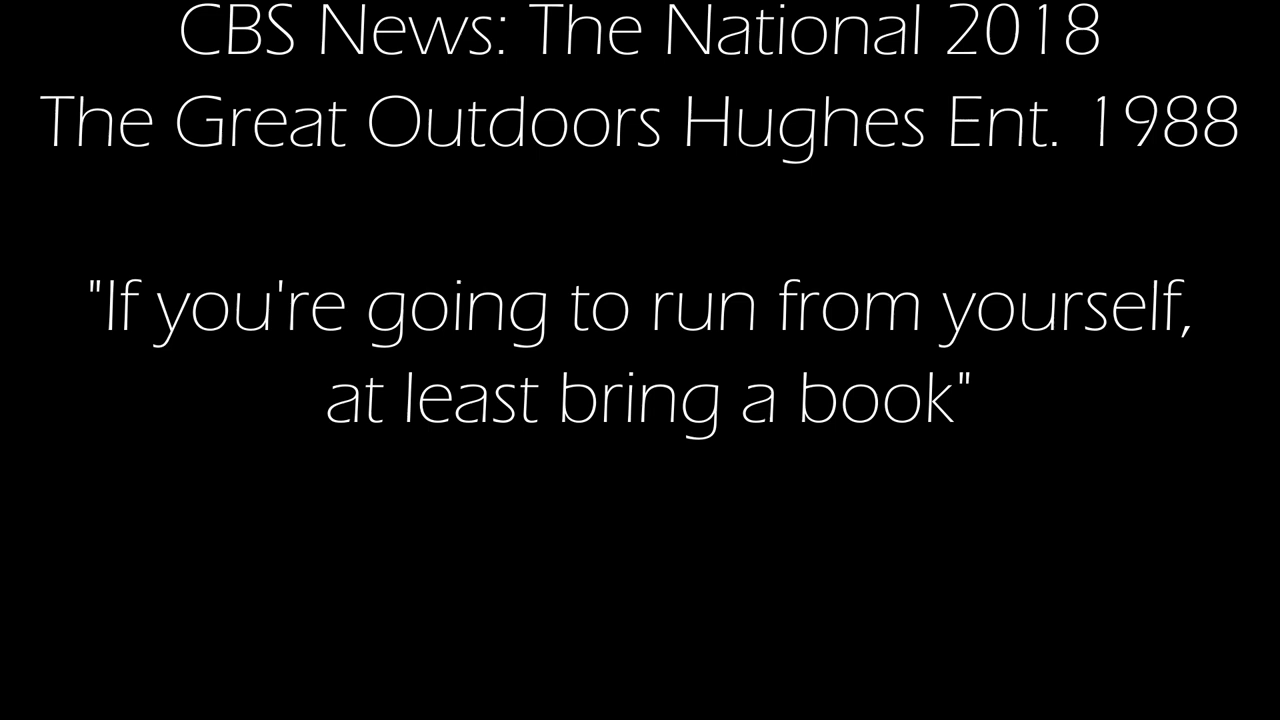 CBS News: The National 2018
The Great Outdoors Hughes Ent. 1988
"If you're going to run from yourself,
at least bring a book"